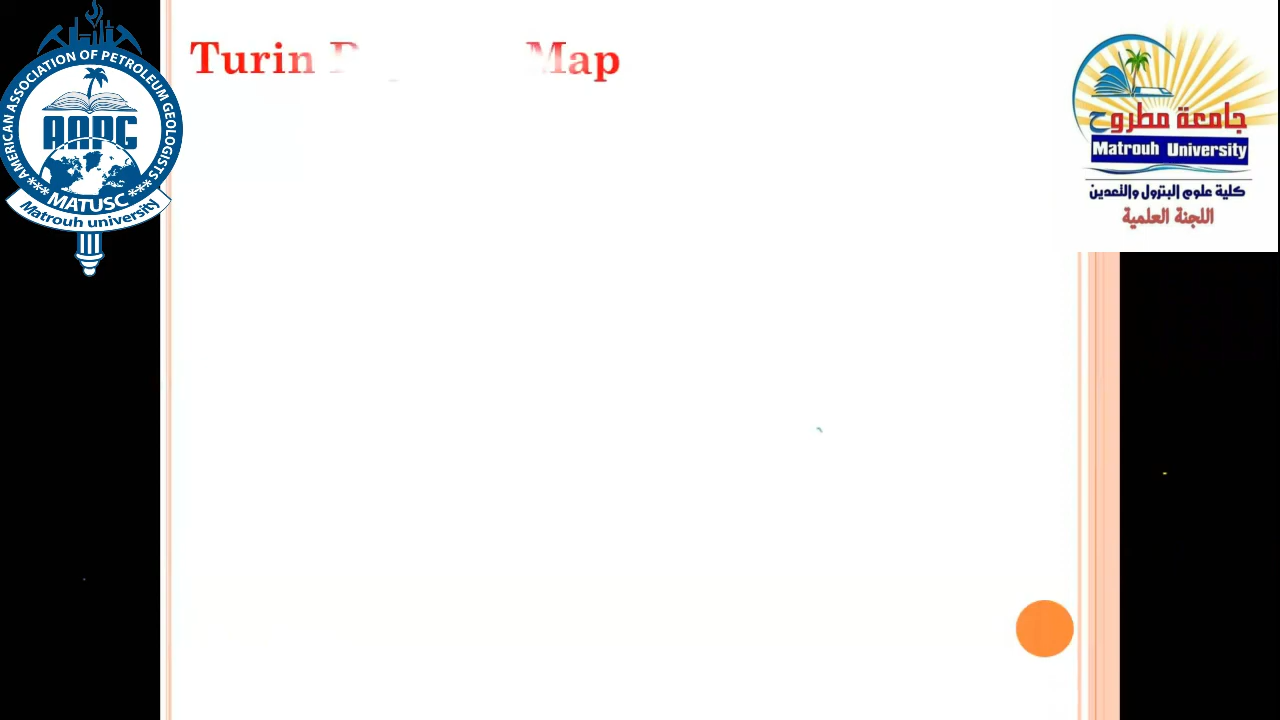 Turin
Map
AMERICAN ASSOCIATION OF PETROLEUM GEOLOGISTS
AAPG
*** MATUSC ***
Matrouh university
جامعة مطروح
Matrouh University
كلية علوم البترول والتعدين
اللجنة العلمية